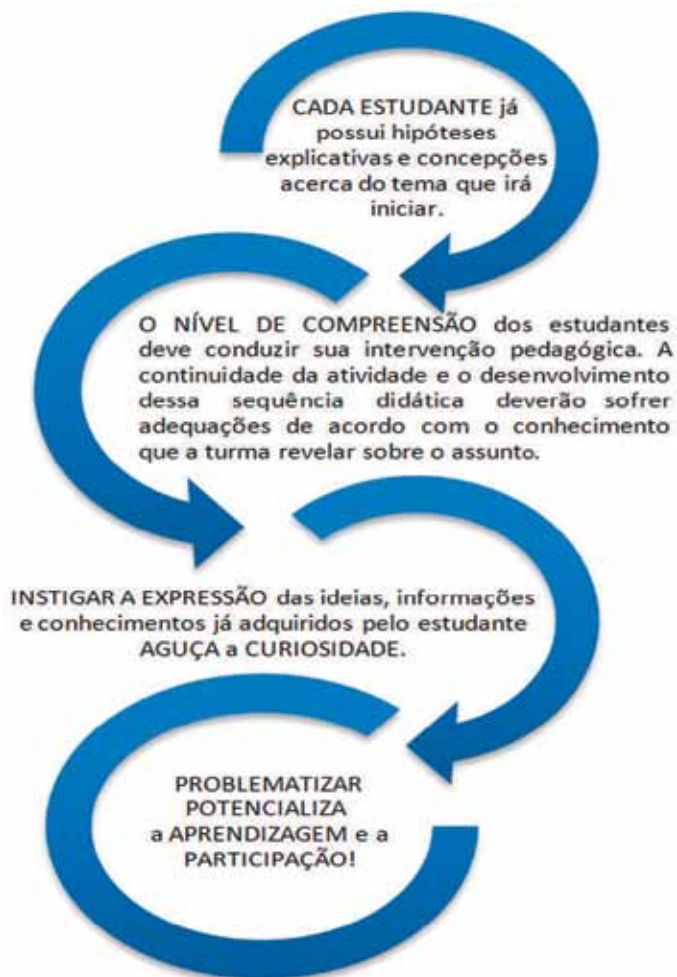 CADA ESTUDANTE já
possui hipóteses
explicativas e concepções
acerca do tema que irá
iniciar.
O NÍVEL DE COMPREENSÃO dos estudantes
deve conduzir sua intervenção pedagógica. A
continuidade da atividade e o desenvolvimento
dessa sequência didática deverão sofrer
adequações de acordo com o conhecimento
que a turma revelar sobre o assunto.
INSTIGAR A EXPRESSÃO das ideias, informações
e conhecimentos já adquiridos pelo estudante
AGUÇA a CURIOSIDADE.
PROBLEMATIZAR
POTENCIALIZA
a APRENDIZAGEM e a
PARTICIPAÇÃO!